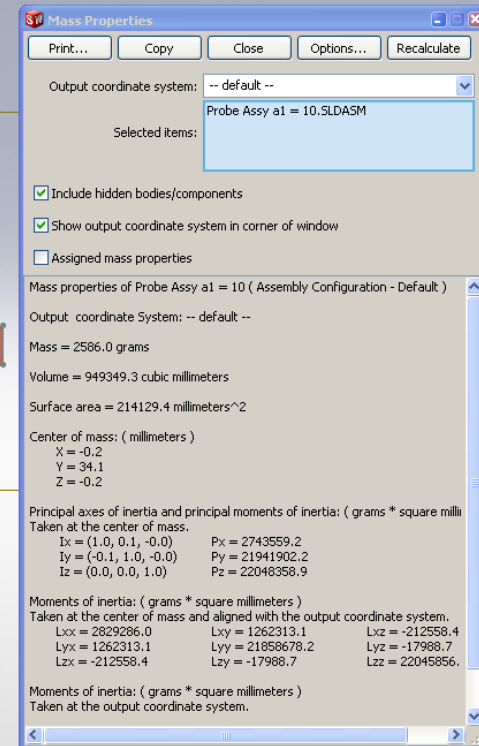 Mass Properties
Print... Copy Close Options... Recalculate
Output coordinate system: -- default --
Probe Assy a1 = 10.SLDASM
Selected items:
Include hidden bodies/components
Show output coordinate system in corner of window
Assigned mass properties
Mass properties of Probe Assy a1 = 10 ( Assembly Configuration - Default )
Output coordinate System: -- default --
Mass = 2586.0 grams
Volume = 949349.3 cubic millimeters
Surface area = 214129.4 millimeters^2
Center of mass: ( millimeters )
X = -0.2
Y = 34.1
Z = -0.2
Principal axes of inertia and principal moments of inertia: ( grams * square milli
Taken at the center of mass.
Ix = (1.0, 0.1, -0.0) Px = 2743559.2
Iy = (-0.1, 1.0, -0.0) Py = 21941902.2
Iz = (0.0, 0.0, 1.0) Pz = 22048358.9
Moments of inertia: ( grams * square millimeters )
Taken at the center of mass and aligned with the output coordinate system.
Lxx = 2829286.0 Lxy = 1262313.1 Lxz = -212558.4
Lyx = 1262313.1 Lyy = 21858678.2 Lyz = -17988.7
Lzx = -212558.4 Lzy = -17988.7 Lzz = 22045856.
Moments of inertia: ( grams * square millimeters )
Taken at the output coordinate system.